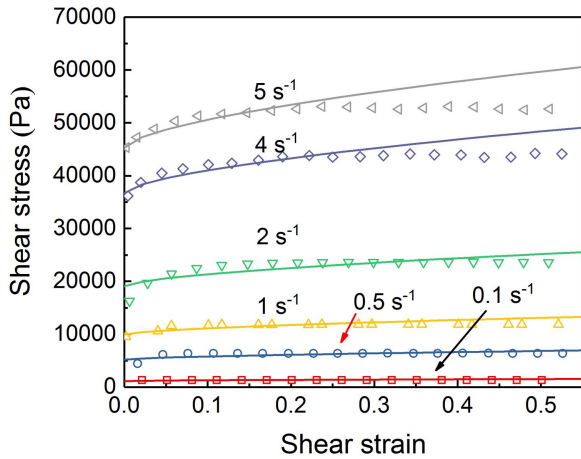 70000
60000
50000
40000
30000
20000
10000
0
Shear stress (Pa)
5 s⁻¹
4 s⁻¹
2 s⁻¹
1 s⁻¹
0.5 s⁻¹
0.1 s⁻¹
0.0 0.1 0.2 0.3 0.4 0.5
Shear strain